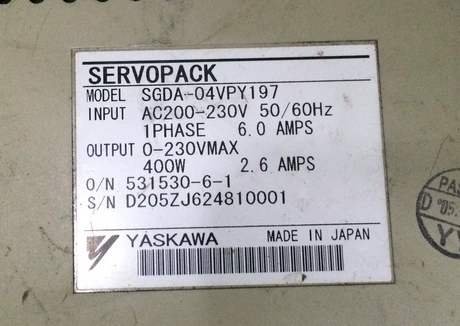 SERVOPACK
MODEL SGDA-04VPY197
INPUT AC200-230V 50/60Hz
1PHASE 6.0 AMPS
OUTPUT 0-230VMAX
400W 2.6 AMPS
O/N 531530-6-1
S/N D205ZJ624810001
YASKAWA MADE IN JAPAN
D '05.